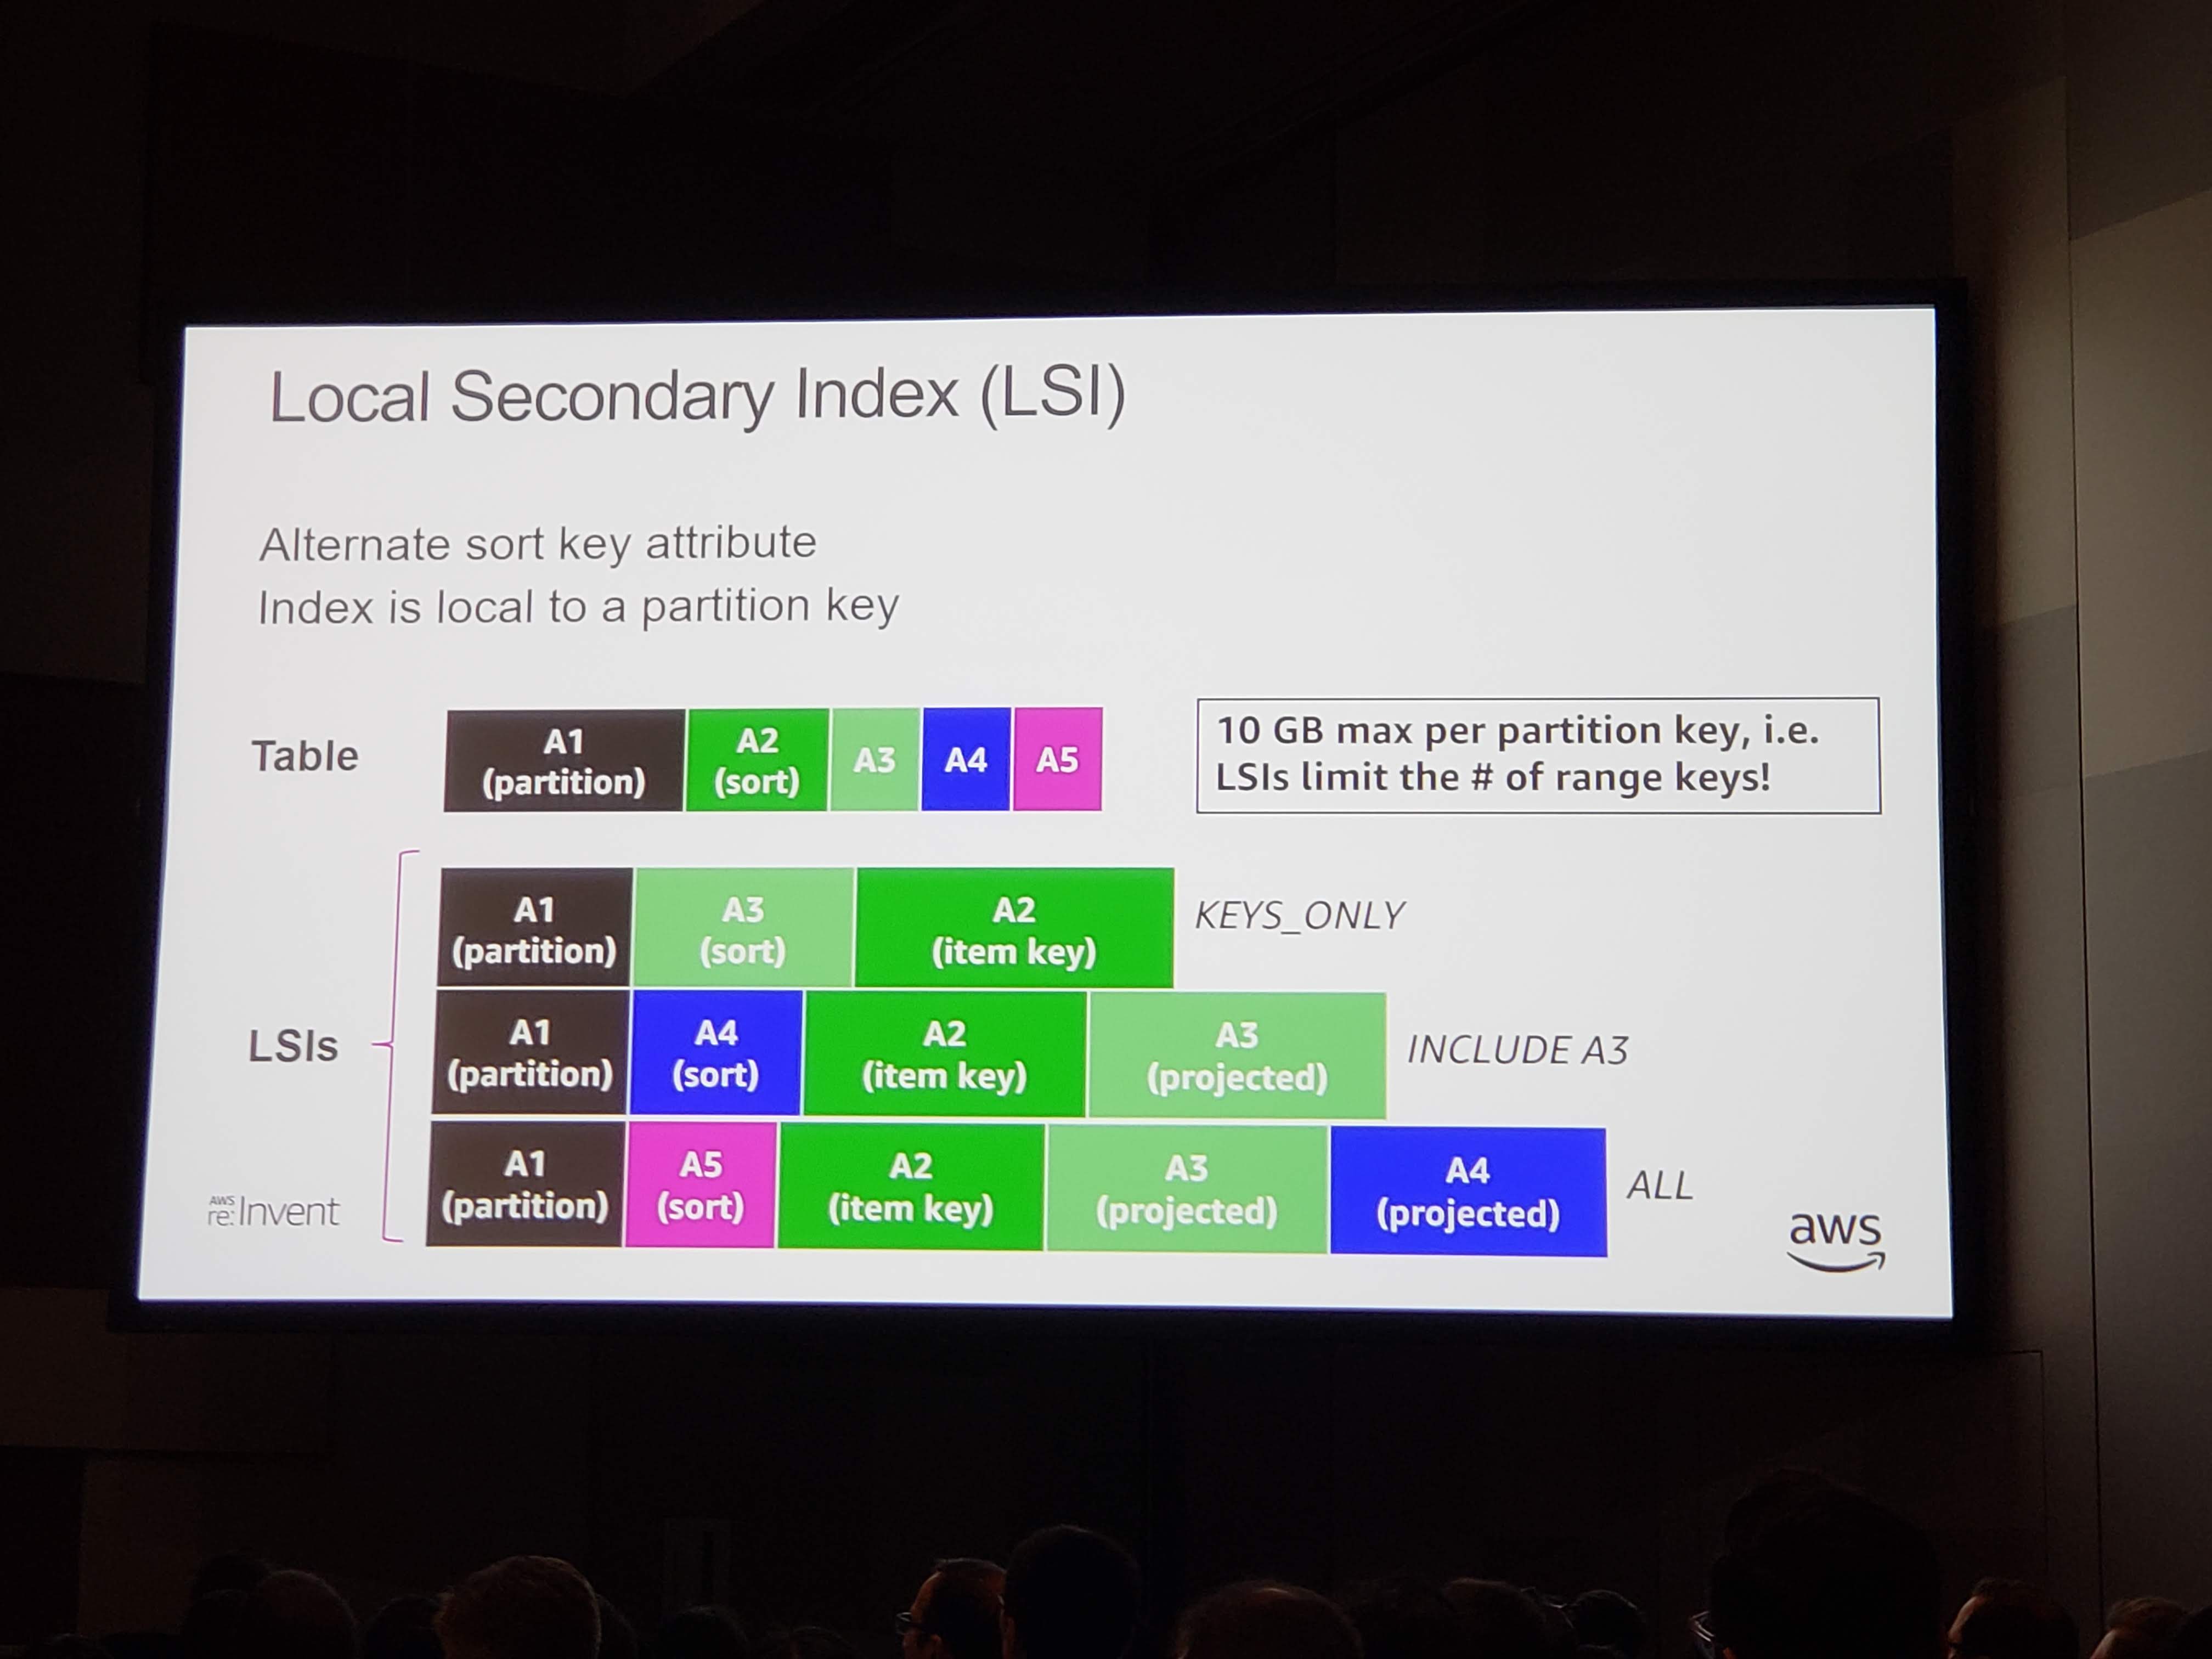 Local Secondary Index (LSI)
Alternate sort key attribute
Index is local to a partition key
Table
A1
(partition)
A2
(sort)
A3
A4
A5
10 GB max per partition key, i.e.
LSIs limit the # of range keys!
LSIs
A1
(partition)
A3
(sort)
A2
(item key)
KEYS_ONLY
A1
(partition)
A4
(sort)
A2
(item key)
A3
(projected)
INCLUDE A3
A1
(partition)
A5
(sort)
A2
(item key)
A3
(projected)
A4
(projected)
ALL
AWS
re:Invent
aws